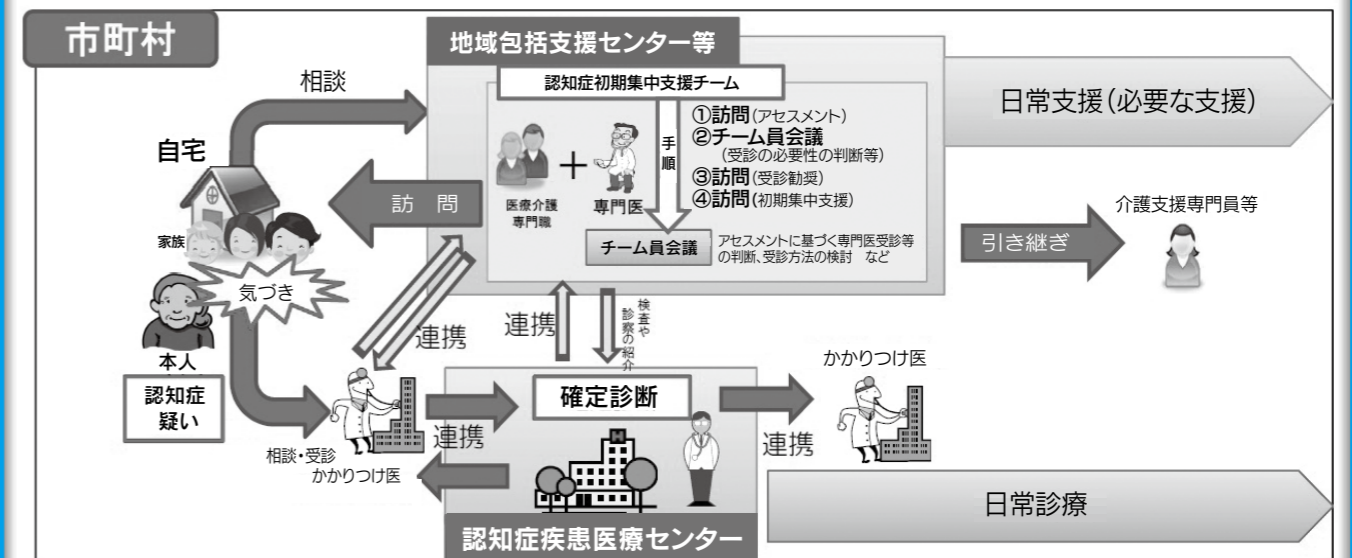 市町村
地域包括支援センター等
認知症初期集中支援チーム
相談
自宅
家族
気づき
本人
認知症
疑い
訪 問
医療介護
専門職
＋
専門医
手順
①訪問(アセスメント)
②チーム員会議
(受診の必要性の判断等)
③訪問(受診勧奨)
④訪問(初期集中支援)
チーム員会議
アセスメントに基づく専門医受診等
の判断、受診方法の検討 など
日常支援(必要な支援)
引き継ぎ
介護支援専門員等
連携
連携
検査や
診察の紹介
相談・受診
かかりつけ医
連携
確定診断
H
認知症疾患医療センター
連携
かかりつけ医
日常診療